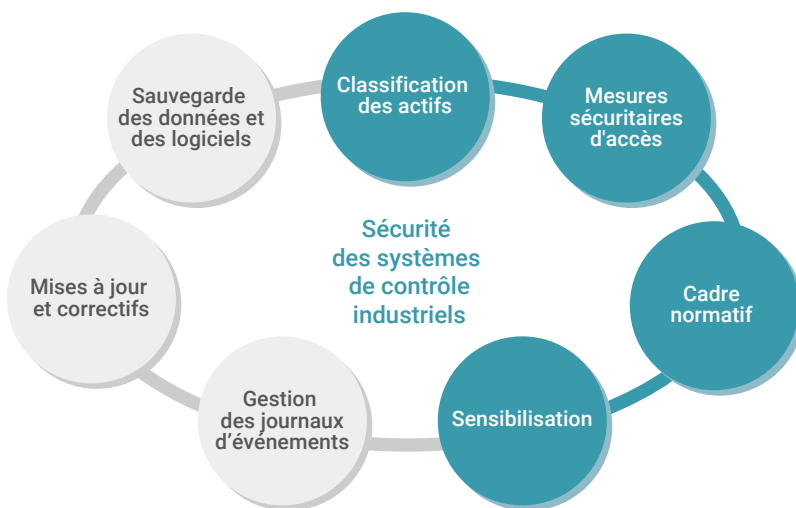 Sauvegarde
des données et
des logiciels
Classification
des actifs
Mesures
sécuritaires
d'accès
Mises à jour
et correctifs
Sécurité
des systèmes
de contrôle
industriels
Cadre
normatif
Gestion
des journaux
d’événements
Sensibilisation